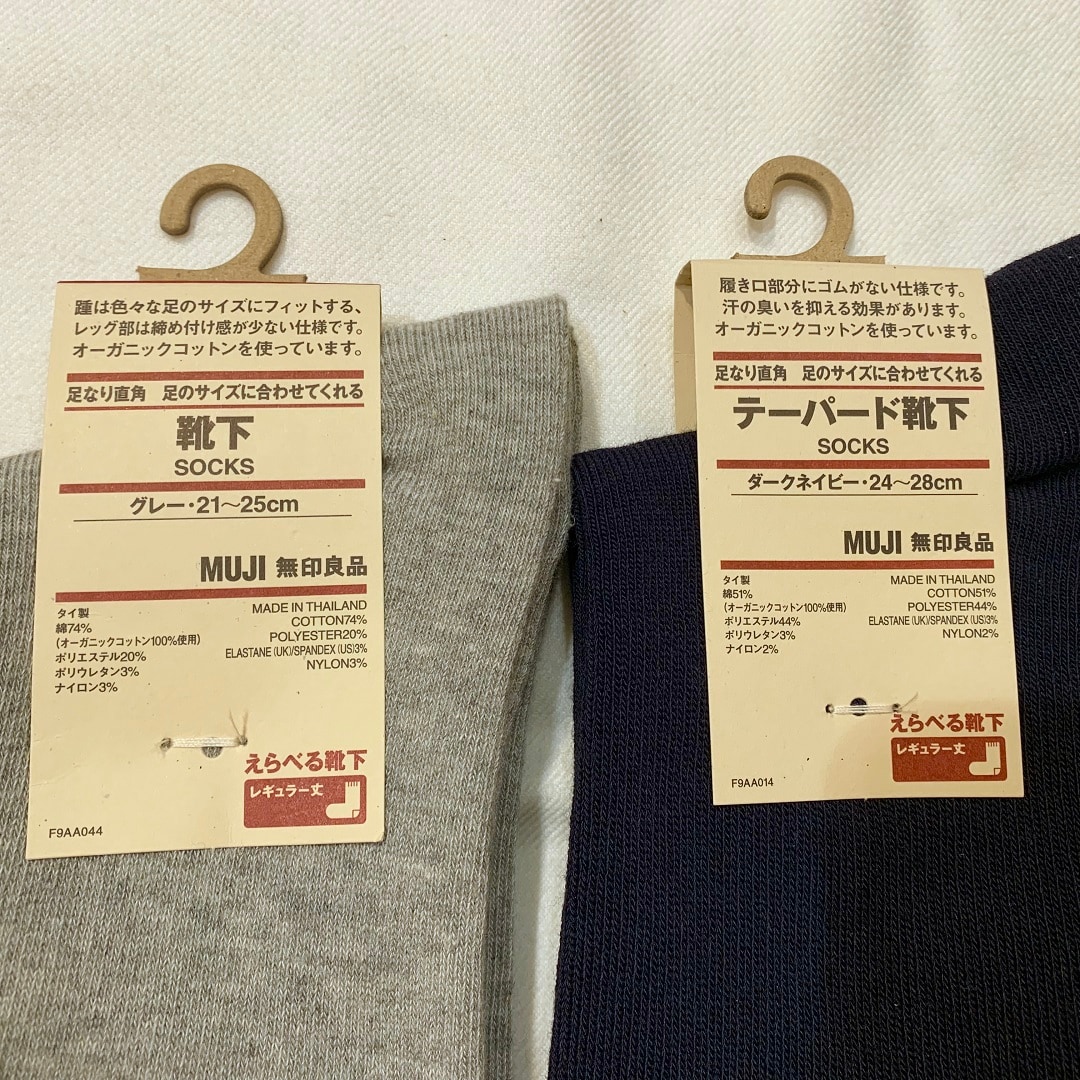 踵は色々な足のサイズにフィットする、
レッグ部は締め付け感が少ない仕様です。
オーガニックコットンを使っています。
足なり直角 足のサイズに合わせてくれる
靴下
SOCKS
グレー・21〜25cm
MUJI 無印良品
タイ製
綿74%
(オーガニックコットン100%使用)
ポリエステル20%
ポリウレタン3%
ナイロン3%
MADE IN THAILAND
COTTON74%
POLYESTER20%
ELASTANE (UK)/SPANDEX (US)3%
NYLON3%
えらべる靴下
レギュラー丈
F9AA044
履き口部分にゴムがない仕様です。
汗の臭いを抑える効果があります。
オーガニックコットンを使っています。
足なり直角 足のサイズに合わせてくれる
テーパード靴下
SOCKS
ダークネイビー・24〜28cm
MUJI 無印良品
タイ製
綿51%
(オーガニックコットン100%使用)
ポリエステル44%
ポリウレタン3%
ナイロン2%
MADE IN THAILAND
COTTON51%
POLYESTER44%
ELASTANE (UK)/SPANDEX (US)3%
NYLON2%
えらべる靴下
レギュラー丈
F9AA014